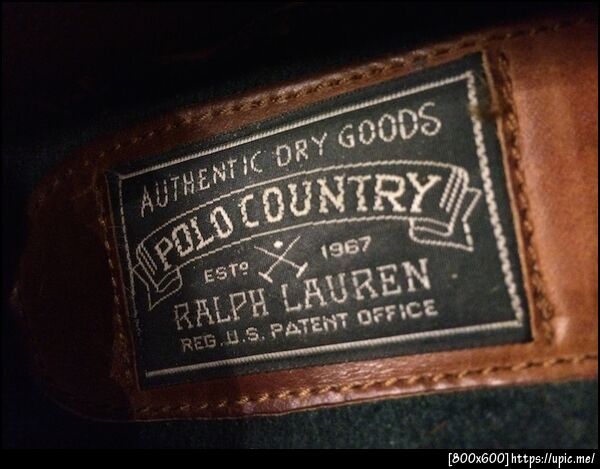 AUTHENTIC DRY GOODS
POLO COUNTRY
ESTD 1967
RALPH LAUREN
REG. U.S. PATENT OFFICE
[800x600]https://upic.me/